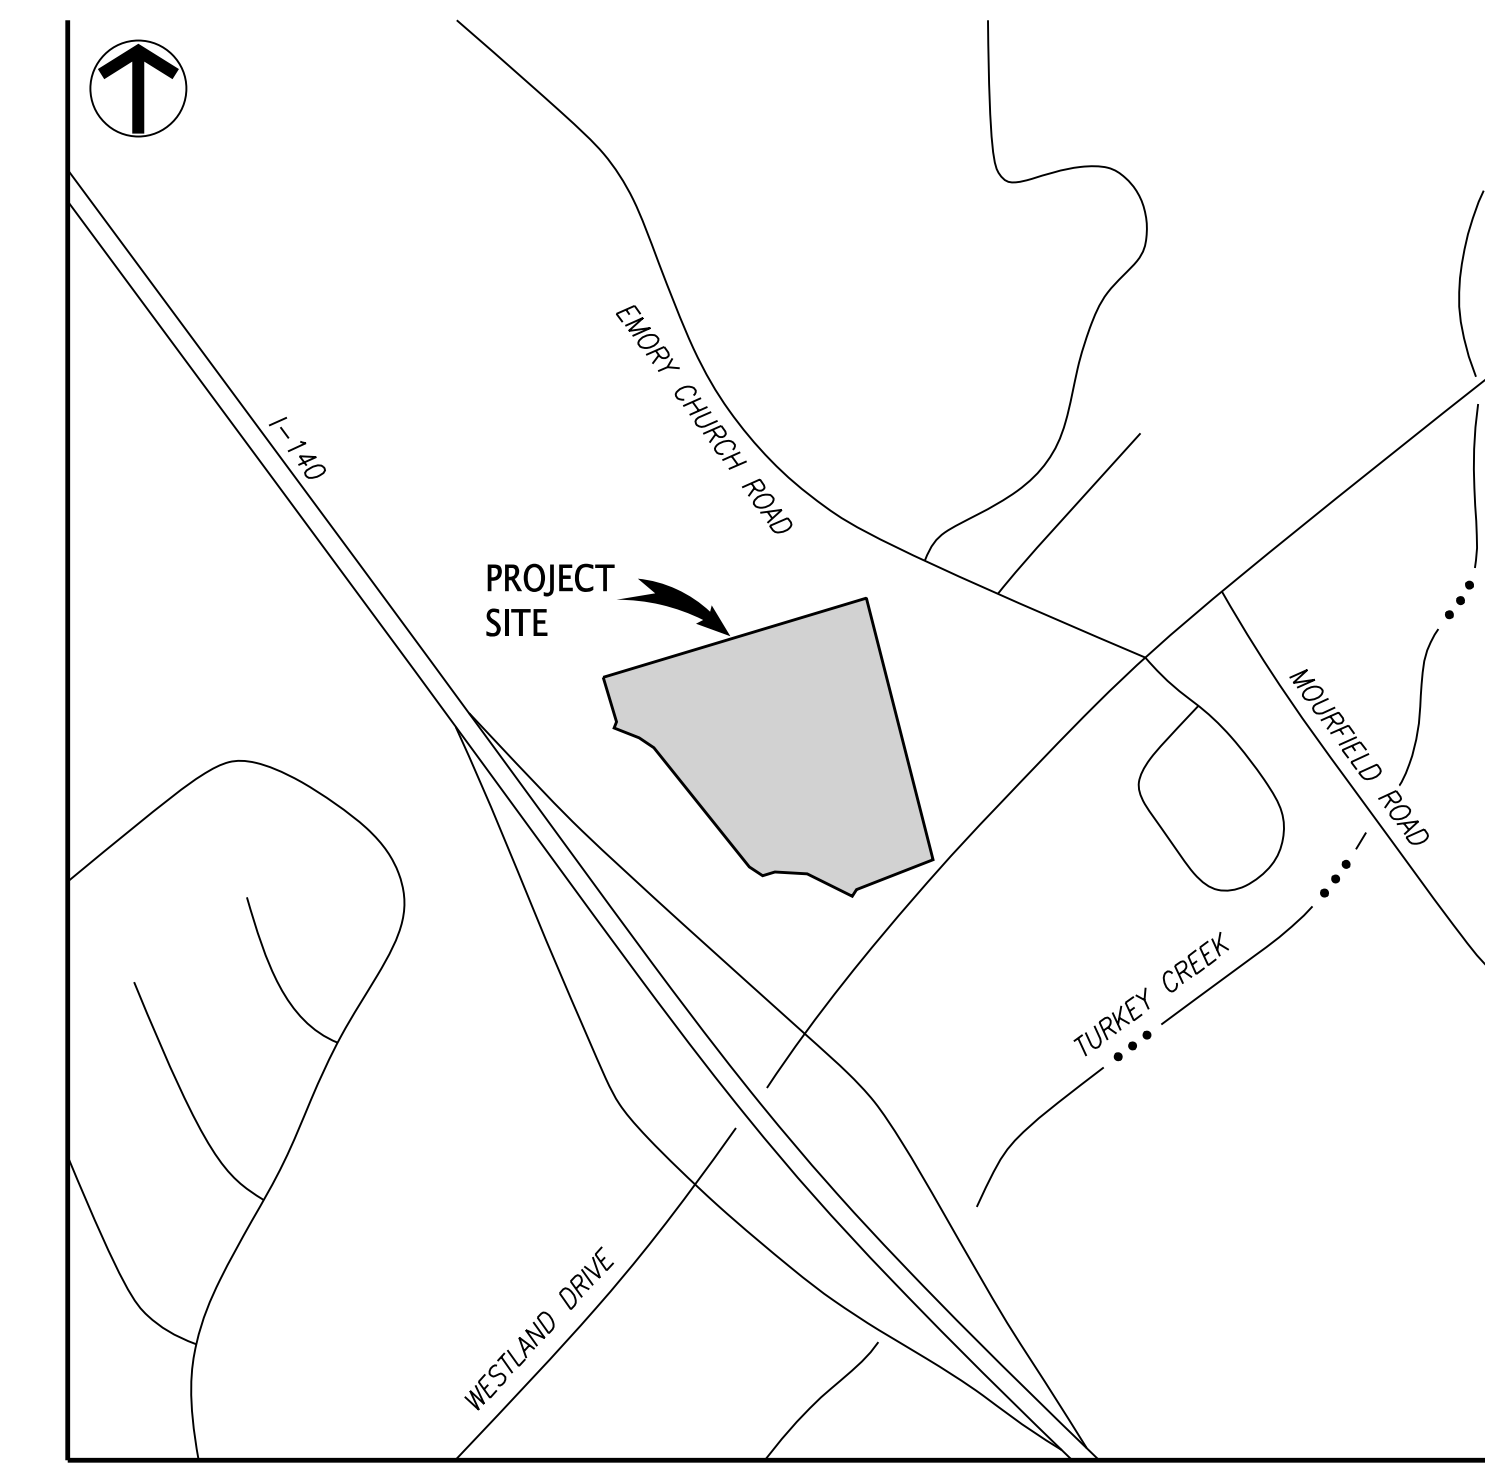 EMORY CHURCH ROAD
I-140
PROJECT
SITE
MOURFIELD ROAD
TURKEY CREEK
WESTLAND DRIVE